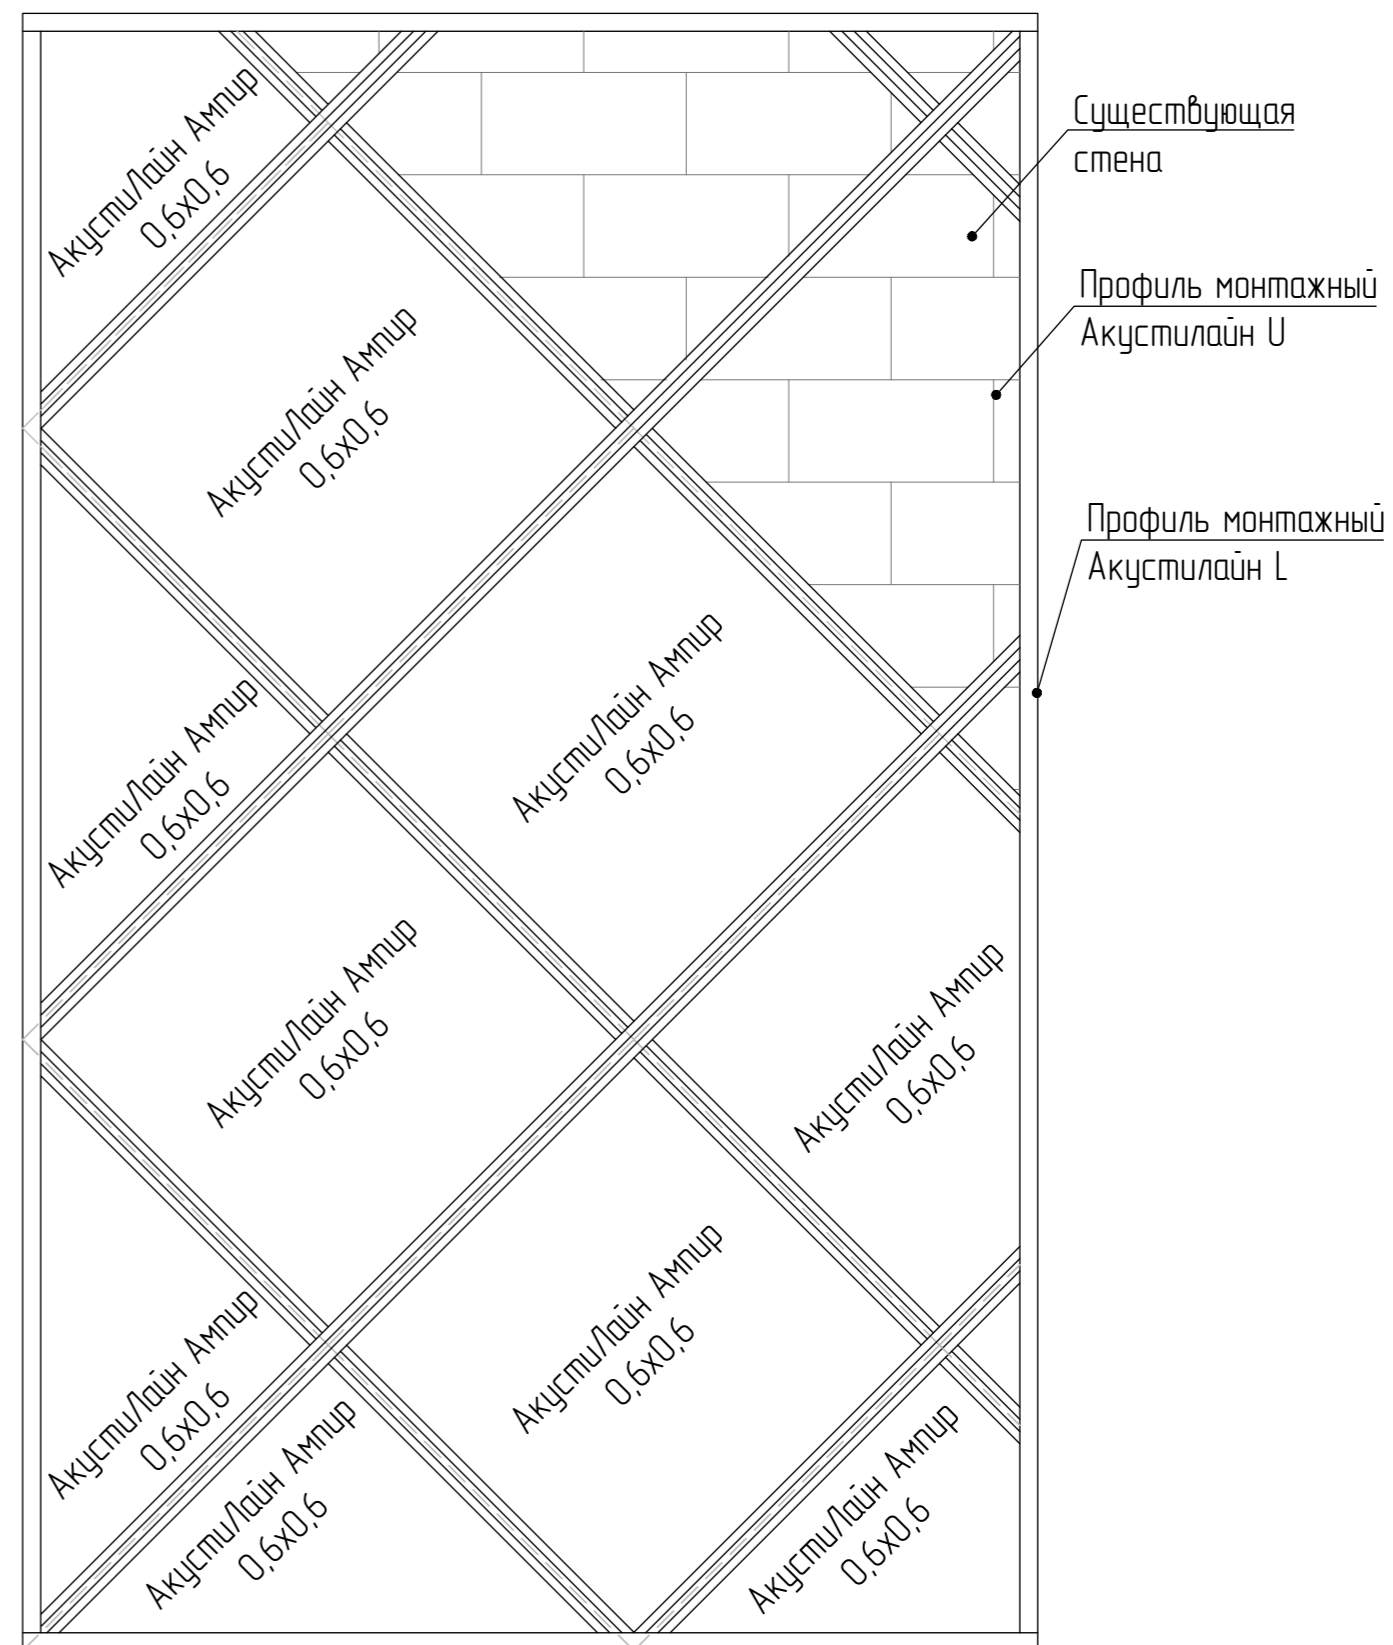 Акусти/Лайн Ампир
0,6х0,6
Существующая
стена
Профиль монтажный
Акустилайн U
Акусти/Лайн Ампир
0,6х0,6
Профиль монтажный
Акустилайн L
Акусти/Лайн Ампир
0,6х0,6
Акусти/Лайн Ампир
0,6х0,6
Акусти/Лайн Ампир
0,6х0,6
Акусти/Лайн Ампир
0,6х0,6
Акусти/Лайн Ампир
0,6х0,6
Акусти/Лайн Ампир
0,6х0,6
Акусти/Лайн Ампир
0,6х0,6
Акусти/Лайн Ампир
0,6х0,6